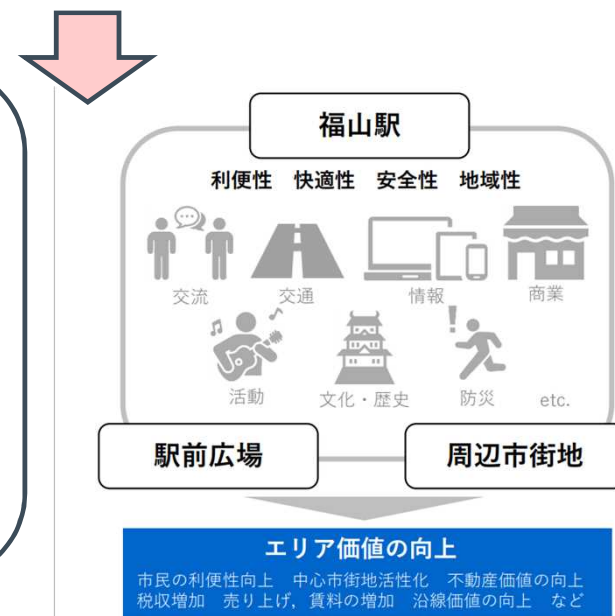 福山駅
利便性 快適性 安全性 地域性
交流 交通 情報 商業
活動 文化・歴史 防災 etc.
駅前広場 周辺市街地
エリア価値の向上
市民の利便性向上 中心市街地活性化 不動産価値の向上
税収増加 売り上げ，賃料の増加 沿線価値の向上 など